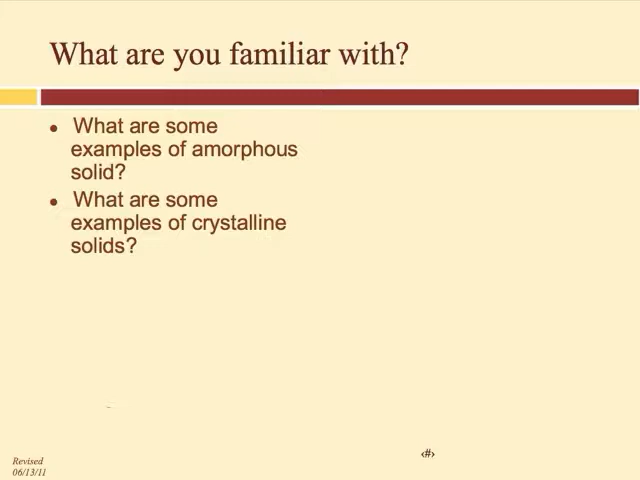 What are you familiar with?
• What are some
examples of amorphous
solid?
• What are some
examples of crystalline
solids?
‹#›
Revised
06/13/11